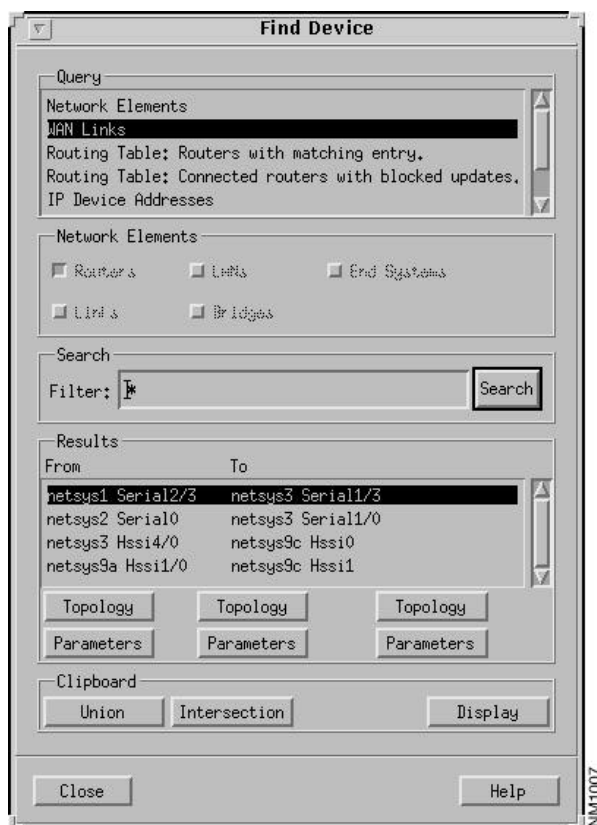 Find Device
Query
Network Elements
WAN Links
Routing Table: Routers with matching entry.
Routing Table: Connected routers with blocked updates.
IP Device Addresses
Network Elements
Routers LANs End Systems
Links Bridges
Search
Filter: * Search
Results
From To
netsys1 Serial2/3 netsys3 Serial1/3
netsys2 Serial0 netsys3 Serial1/0
netsys3 Hssi4/0 netsys9c Hssi0
netsys9a Hssi1/0 netsys9c Hssi1
Topology Topology Topology
Parameters Parameters Parameters
Clipboard
Union Intersection Display
Close Help
NM1007